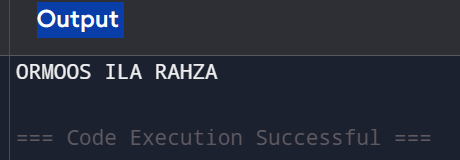 Output
ORMOOS ILA RAHZA
=== Code Execution Successful ===